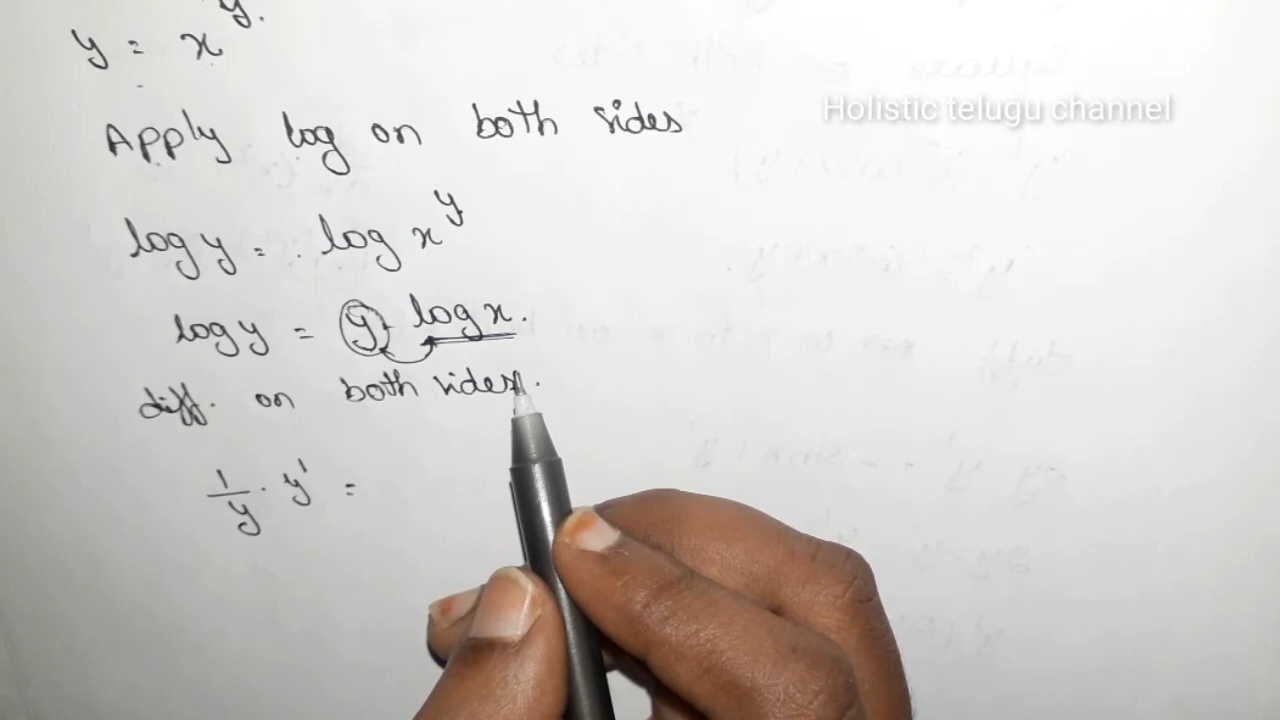 y = x^y.
Apply log on both sides
Holistic telugu channel
log y = log x^y
log y = y. log x.
diff. on both sides.
1/y . y' =